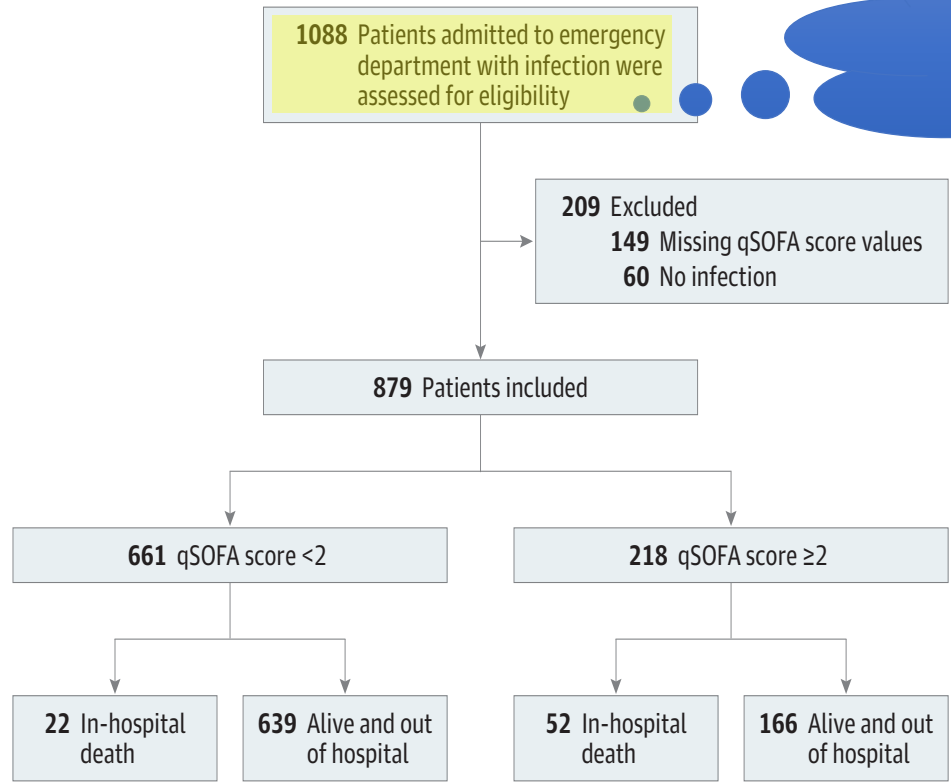 1088 Patients admitted to emergency
department with infection were
assessed for eligibility
209 Excluded
149 Missing qSOFA score values
60 No infection
879 Patients included
661 qSOFA score <2
218 qSOFA score ≥2
22 In-hospital
death
639 Alive and out
of hospital
52 In-hospital
death
166 Alive and out
of hospital